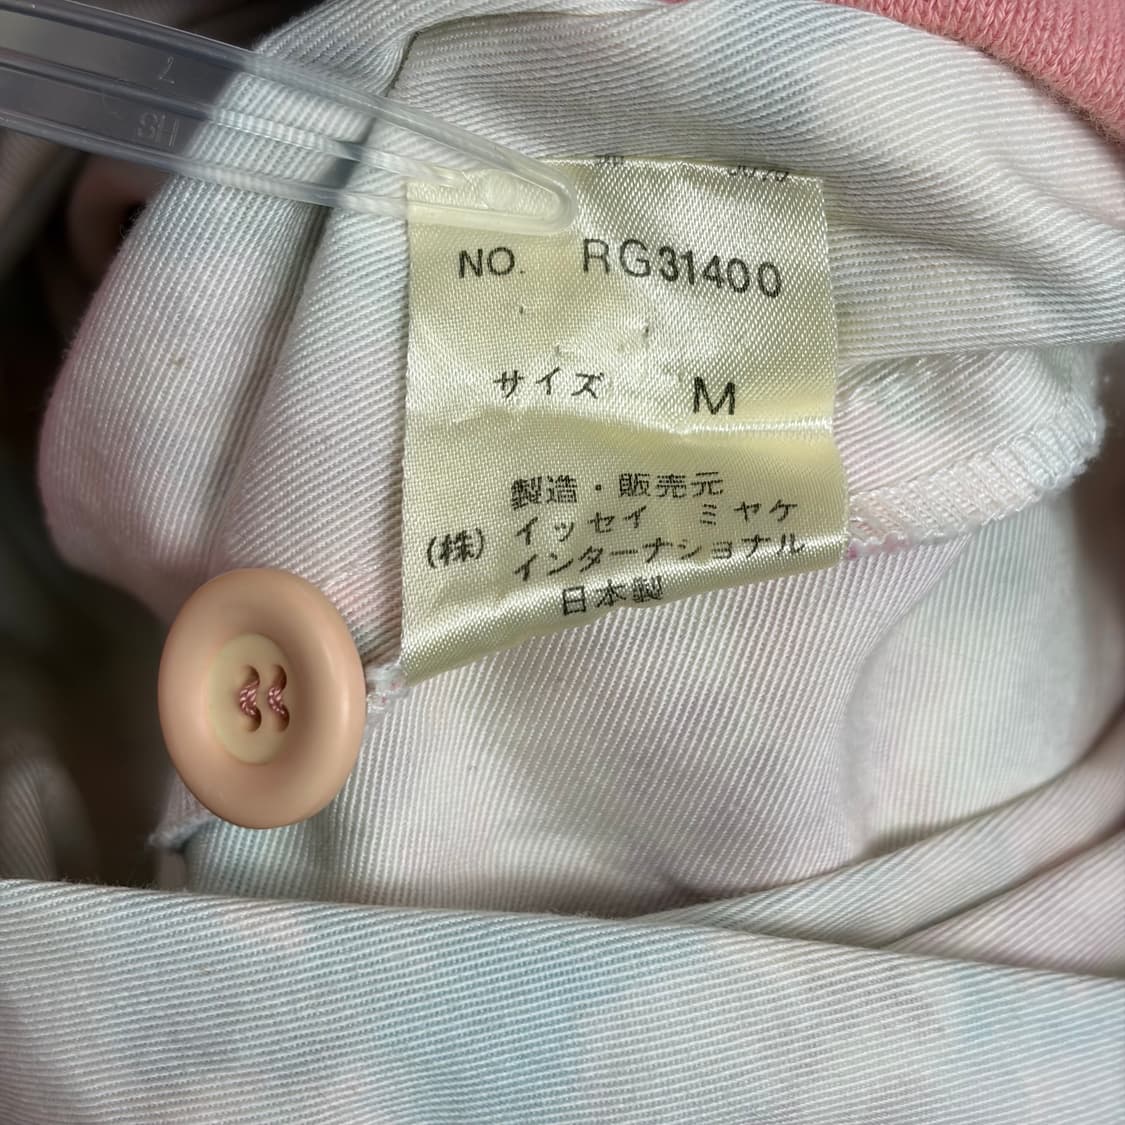 NO. RG31400
サイズ M
製造・販売元
(株) イッセイ ミヤケ
インターナショナル
日本製